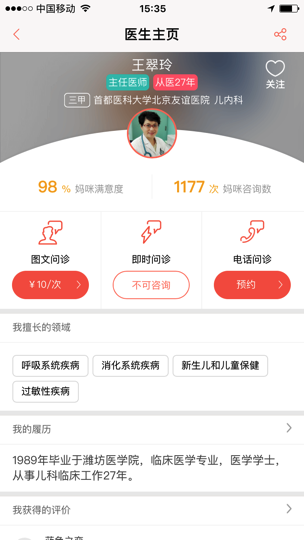 中国移动
15:35
医生主页
王翠玲
主任医师 从医27年
关注
三甲 首都医科大学北京友谊医院 儿内科
98 % 妈咪满意度
1177 次 妈咪咨询数
图文问诊 即时问诊 电话问诊
¥10/次 不可咨询 预约
我擅长的领域
呼吸系统疾病 消化系统疾病 新生儿和儿童保健
过敏性疾病
我的履历
1989年毕业于潍坊医学院，临床医学专业，医学学士，
从事儿科临床工作27年。
我获得的评价